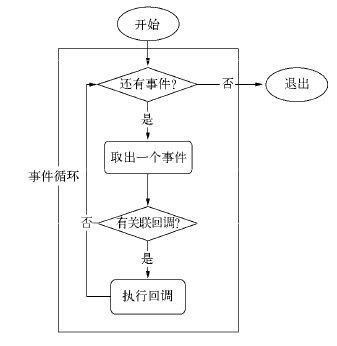 开始
还有事件?
否
退出
是
取出一个事件
事件循环
否
有关联回调?
是
执行回调